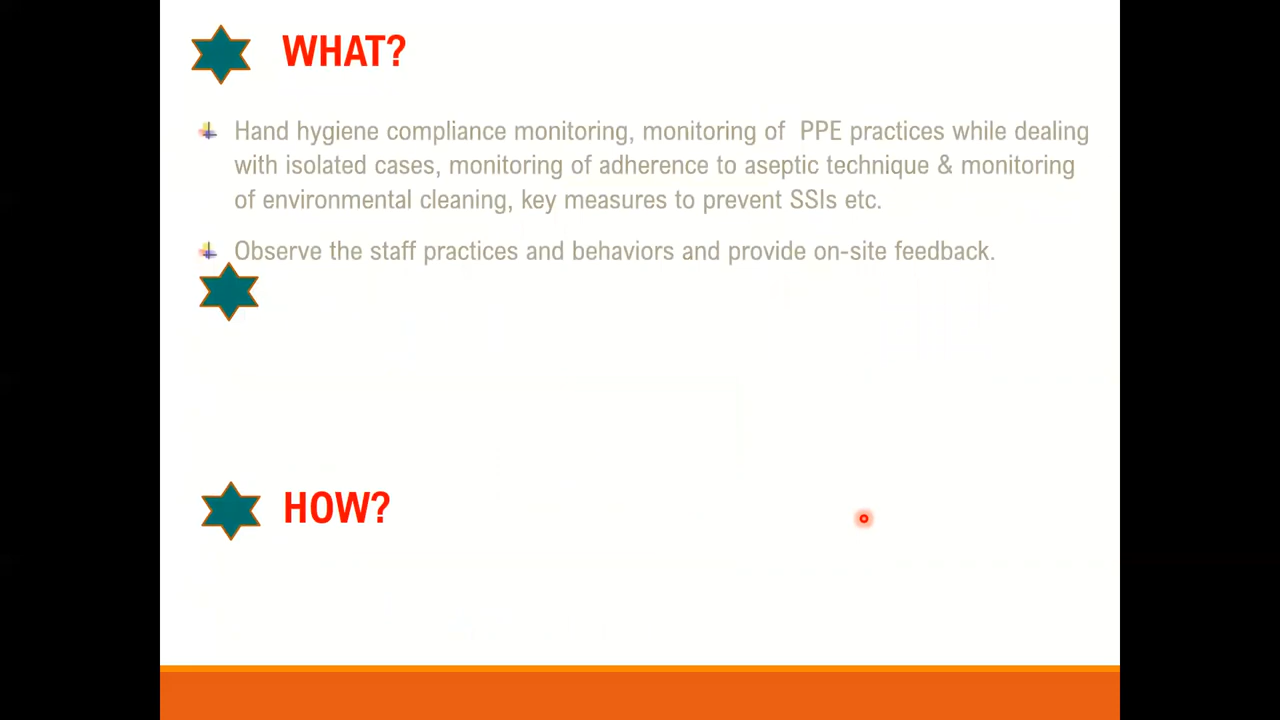 WHAT?
Hand hygiene compliance monitoring, monitoring of  PPE practices while dealing
with isolated cases, monitoring of adherence to aseptic technique & monitoring
of environmental cleaning, key measures to prevent SSIs etc.
Observe the staff practices and behaviors and provide on-site feedback.
HOW?